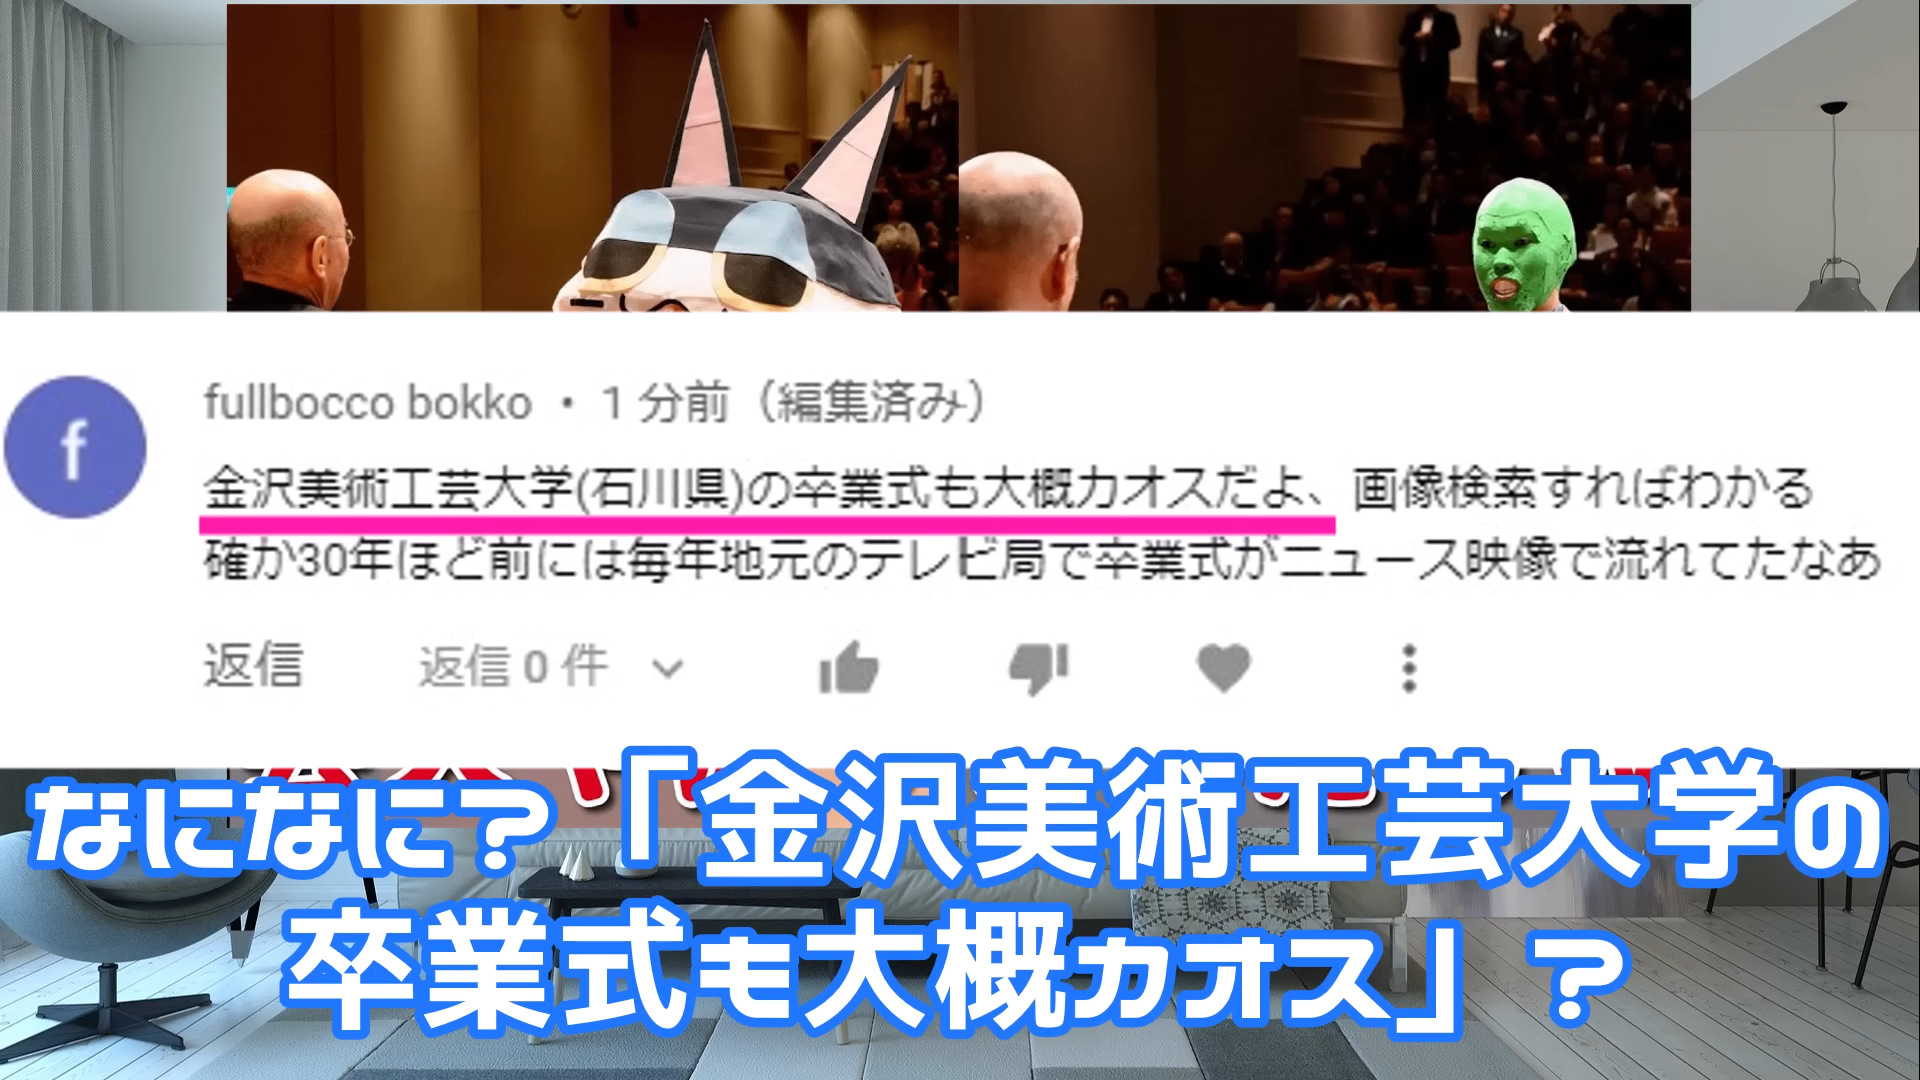 f
fullbocco bokko ・ 1 分前（編集済み）
金沢美術工芸大学(石川県)の卒業式も大概カオスだよ、画像検索すればわかる
確か30年ほど前には毎年地元のテレビ局で卒業式がニュース映像で流れてたなあ
返信 返信 0 件
なになに？「金沢美術工芸大学の
卒業式も大概カオス」？